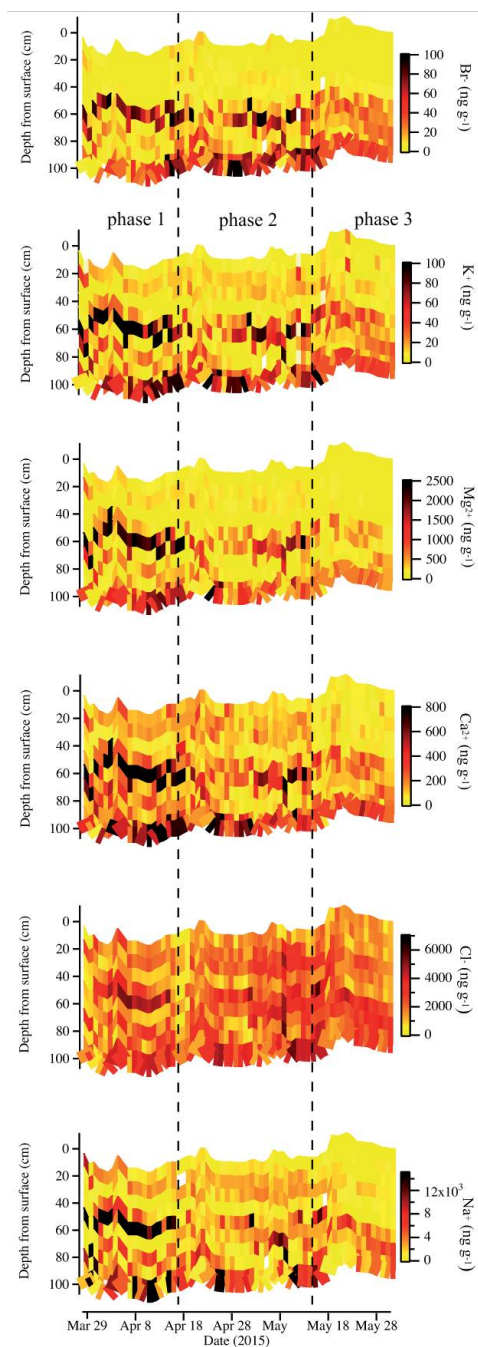 0
20
40
60
80
100
Depth from surface (cm)
100
80
60
40
20
0
Br- (ng g-1)
phase 1
phase 2
phase 3
0
20
40
60
80
100
Depth from surface (cm)
100
80
60
40
20
0
K+ (ng g-1)
0
20
40
60
80
100
Depth from surface (cm)
2500
2000
1500
1000
500
0
Mg2+ (ng g-1)
0
20
40
60
80
100
Depth from surface (cm)
800
600
400
200
0
Ca2+ (ng g-1)
0
20
40
60
80
100
Depth from surface (cm)
6000
4000
2000
0
Cl- (ng g-1)
0
20
40
60
80
100
Depth from surface (cm)
12x10³
8
4
0
Na+ (ng g-1)
Mar 29
Apr 8
Apr 18
Apr 28
May
May 18
May 28
Date (2015)